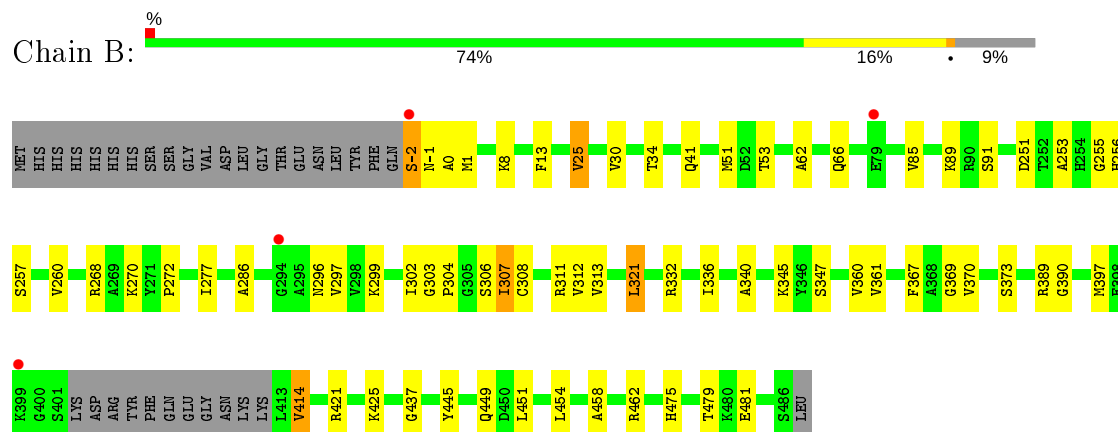 %
Chain B:
74% 16% • 9%
MET HIS HIS HIS HIS HIS HIS SER SER GLY VAL ASP LEU GLY THR GLU ASN LEU TYR PHE GLN S-2 N-1 A0 M1 K8 F13 V25 V30 T34 Q41 M51 D52 T53 A62 Q66 E79 V85 K89 R90 S91 D251 T252 A253 H254 G255
S257 V260 R268 A269 K270 Y271 P272 I277 A286 G294 A295 N296 V297 V298 K299 I302 G303 P304 G305 S306 I307 C308 R311 V312 V313 L321 R332 I336 A340 K345 Y346 S347 V360 V361 F367 A368 G369 V370 S373 R389 G390 M397
K399 G400 S401 LYS ASP ARG TYR PHE GLN GLU GLY ASN LYS LYS L413 V414 R421 K425 G437 Y445 Q449 D450 L451 L454 A458 R462 H475 T479 K480 E481 S486 LEU